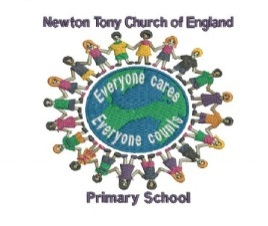 Newton Tony Church of England
Everyone cares
Everyone counts
Primary School